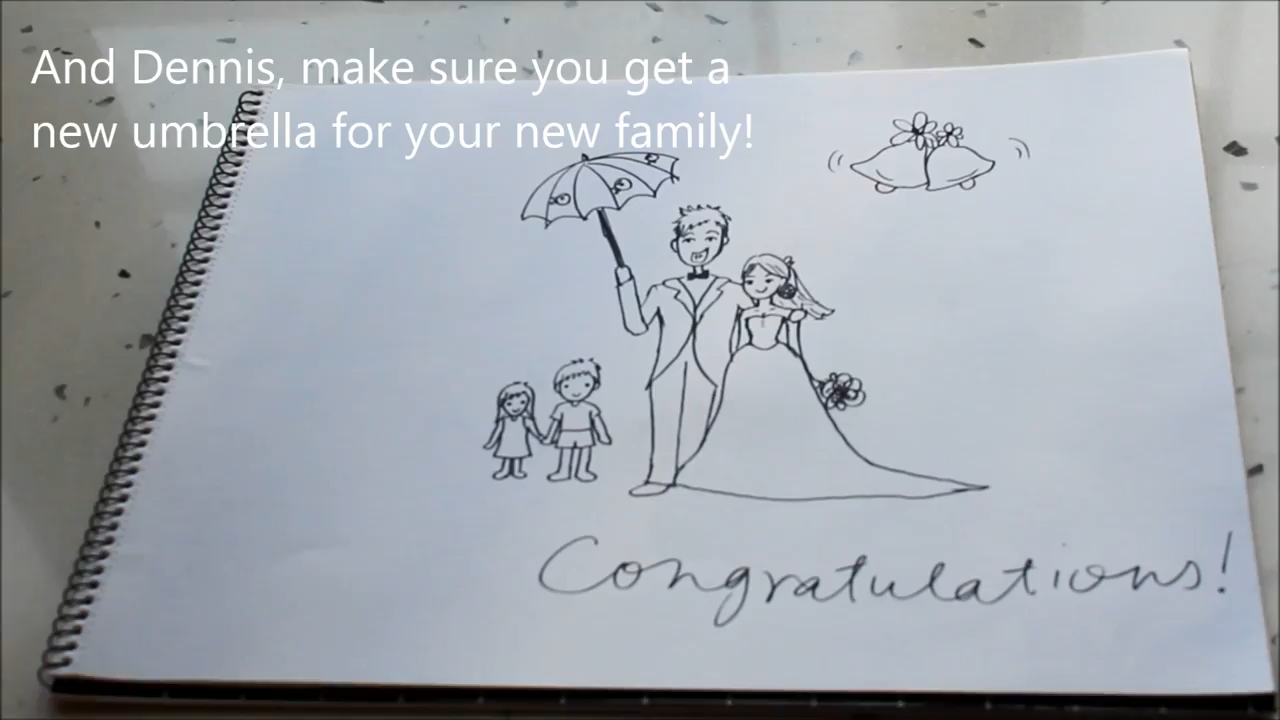 And Dennis, make sure you get a
new umbrella for your new family!
Congratulations!